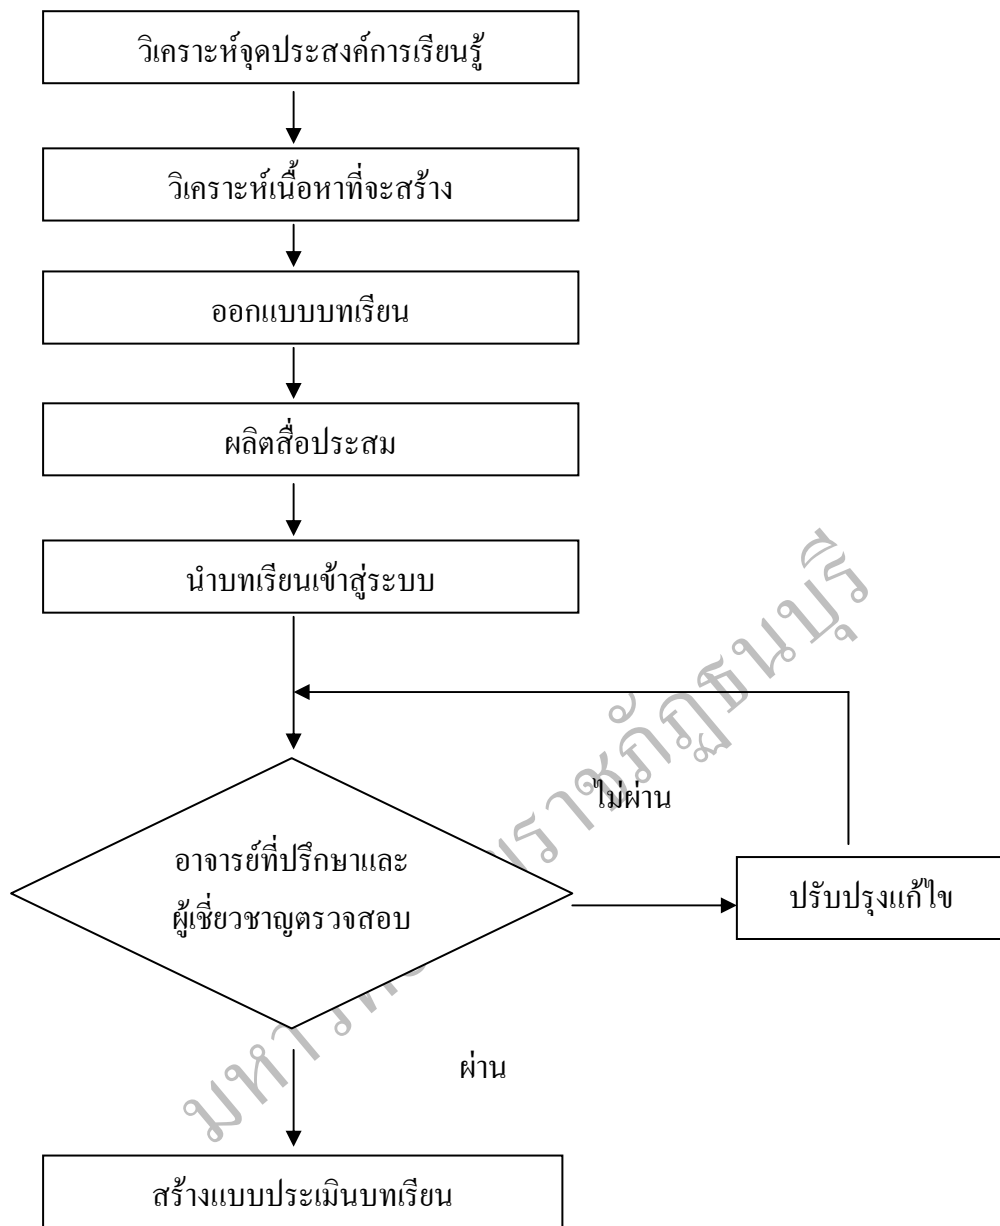 วิเคราะห์จุดประสงค์การเรียนรู้
วิเคราะห์เนื้อหาที่จะสร้าง
ออกแบบบทเรียน
ผลิตสื่อประสม
นำบทเรียนเข้าสู่ระบบ
ไม่ผ่าน
อาจารย์ที่ปรึกษาและ
ผู้เชี่ยวชาญตรวจสอบ
ปรับปรุงแก้ไข
ผ่าน
สร้างแบบประเมินบทเรียน